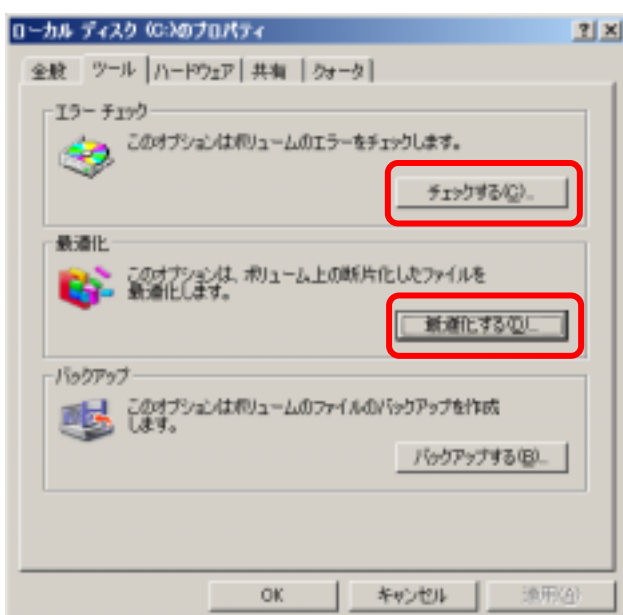 ローカル ディスク (C:)のプロパティ
全般
ツール
ハードウェア
共有
クォータ
エラー チェック
このオプションはボリュームのエラーをチェックします。
チェックする(C)...
最適化
このオプションは、ボリューム上の断片化したファイルを
最適化します。
最適化する(D)...
バックアップ
このオプションはボリュームのファイルのバックアップを作成
します。
バックアップする(B)...
OK
キャンセル
適用(A)